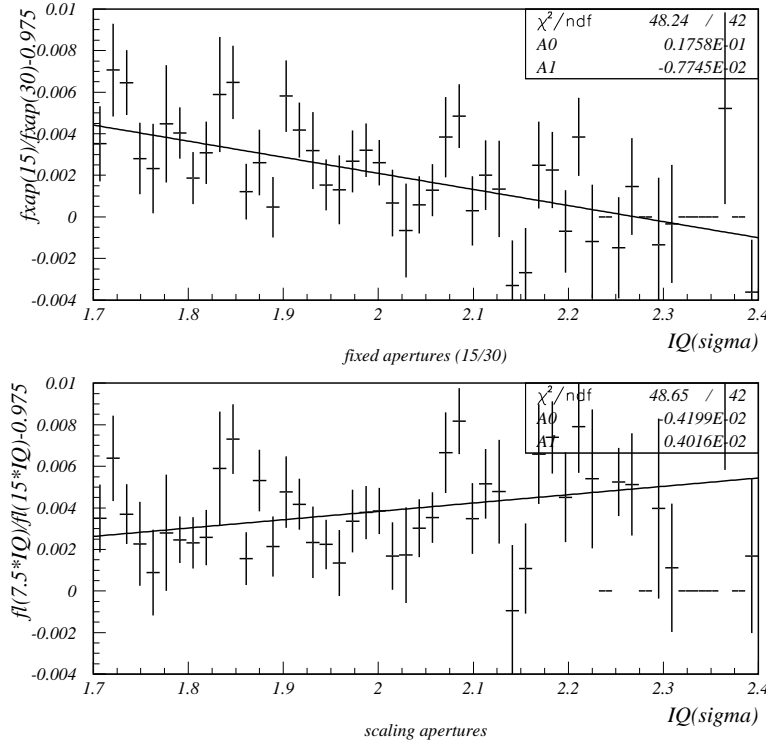 fxap(15)/fxap(30)-0.975
0.01
0.008
0.006
0.004
0.002
0
-0.002
-0.004
χ²/ndf 48.24 / 42
A0 0.1758E-01
A1 -0.7745E-02
1.7 1.8 1.9 2 2.1 2.2 2.3 2.4
IQ(sigma)
fixed apertures (15/30)
fl(7.5*IQ)/fl(15*IQ)-0.975
0.01
0.008
0.006
0.004
0.002
0
-0.002
-0.004
χ²/ndf 48.65 / 42
A0 -0.4199E-02
A1 0.4016E-02
1.7 1.8 1.9 2 2.1 2.2 2.3 2.4
IQ(sigma)
scaling apertures